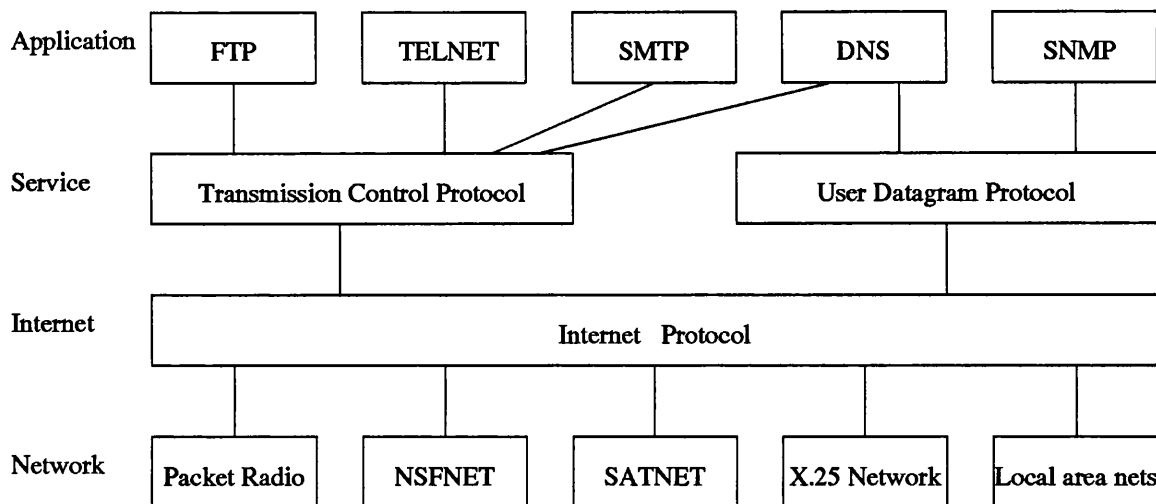 Application
FTP
TELNET
SMTP
DNS
SNMP
Service
Transmission Control Protocol
User Datagram Protocol
Internet
Internet Protocol
Network
Packet Radio
NSFNET
SATNET
X.25 Network
Local area nets